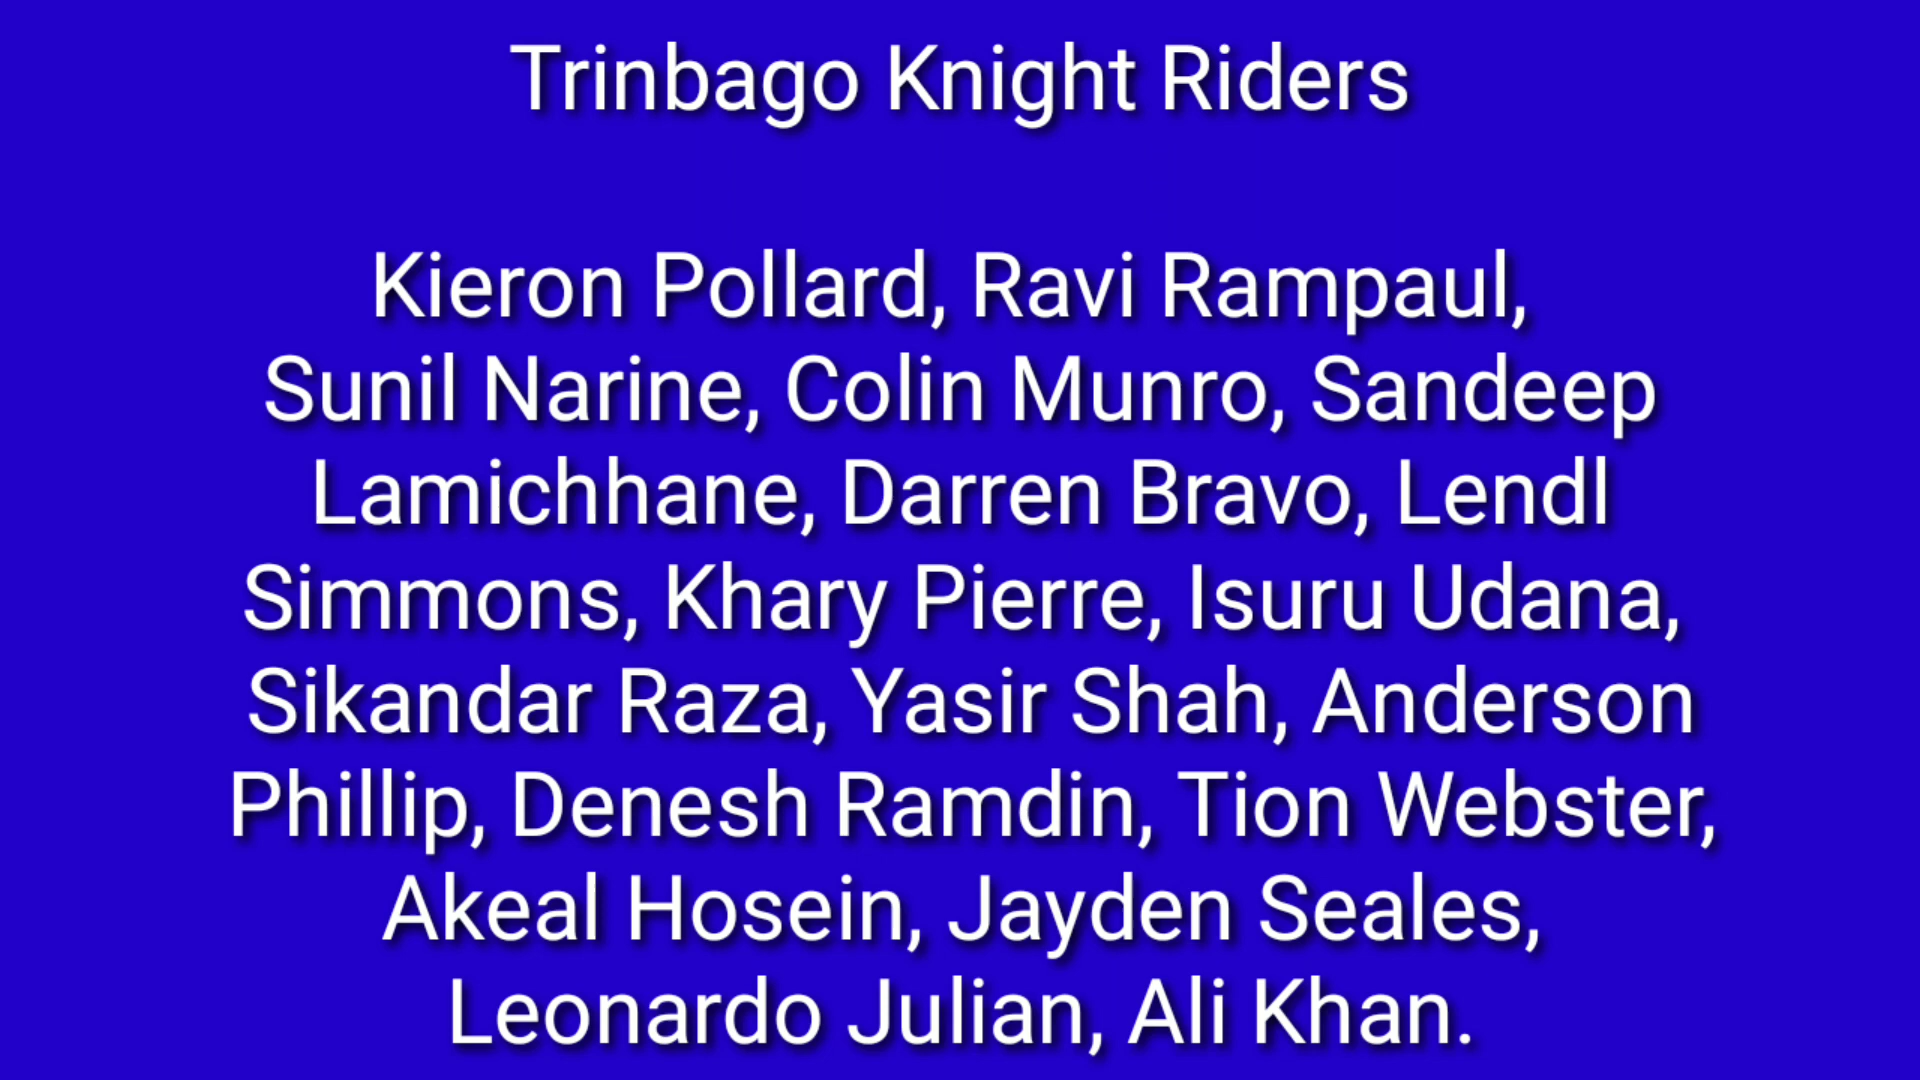 Trinbago Knight Riders
Kieron Pollard, Ravi Rampaul,
Sunil Narine, Colin Munro, Sandeep
Lamichhane, Darren Bravo, Lendl
Simmons, Khary Pierre, Isuru Udana,
Sikandar Raza, Yasir Shah, Anderson
Phillip, Denesh Ramdin, Tion Webster,
Akeal Hosein, Jayden Seales,
Leonardo Julian, Ali Khan.